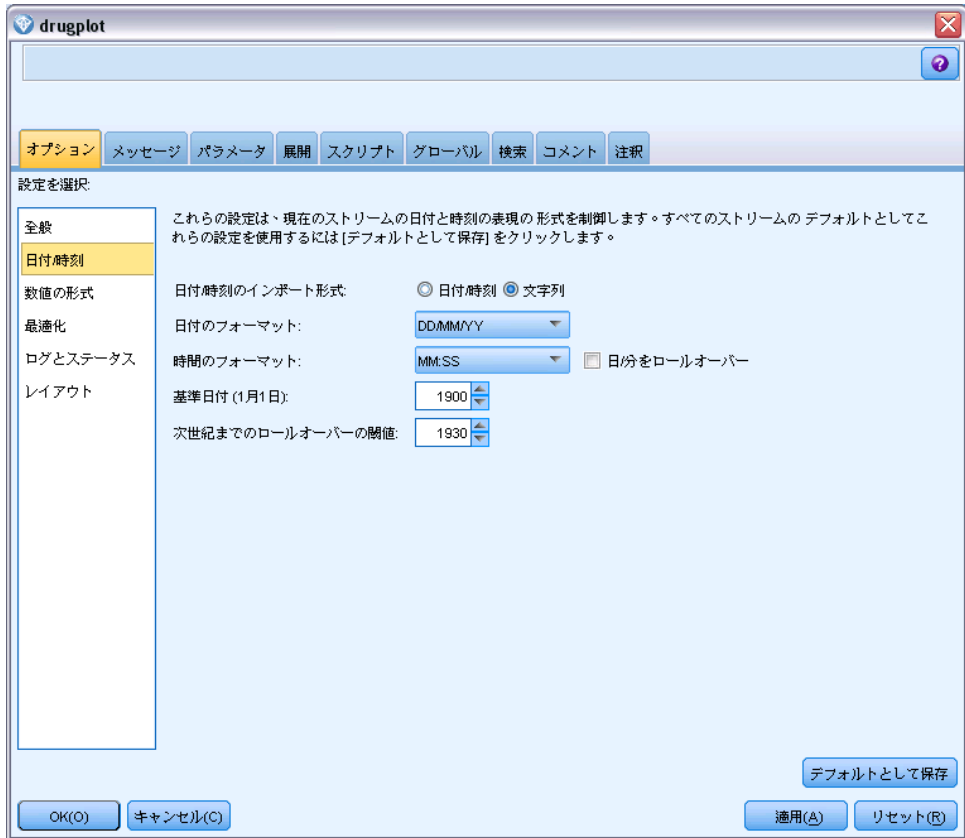 drugplot
オプション メッセージ パラメータ 展開 スクリプト グローバル 検索 コメント 注釈
設定を選択:
全般
日付/時刻
数値の形式
最適化
ログとステータス
レイアウト
これらの設定は、現在のストリームの日付と時刻の表現の 形式を制御します。すべてのストリームの デフォルトとしてこ
れらの設定を使用するには [デフォルトとして保存] をクリックします。
日付/時刻のインポート形式: 日付/時刻 文字列
日付のフォーマット: DD/MM/YY
時間のフォーマット: MM:SS 日/分をロールオーバー
基準日付 (1月1日): 1900
次世紀までのロールオーバーの閾値: 1930
デフォルトとして保存
OK(O) キャンセル(C) 適用(A) リセット(R)